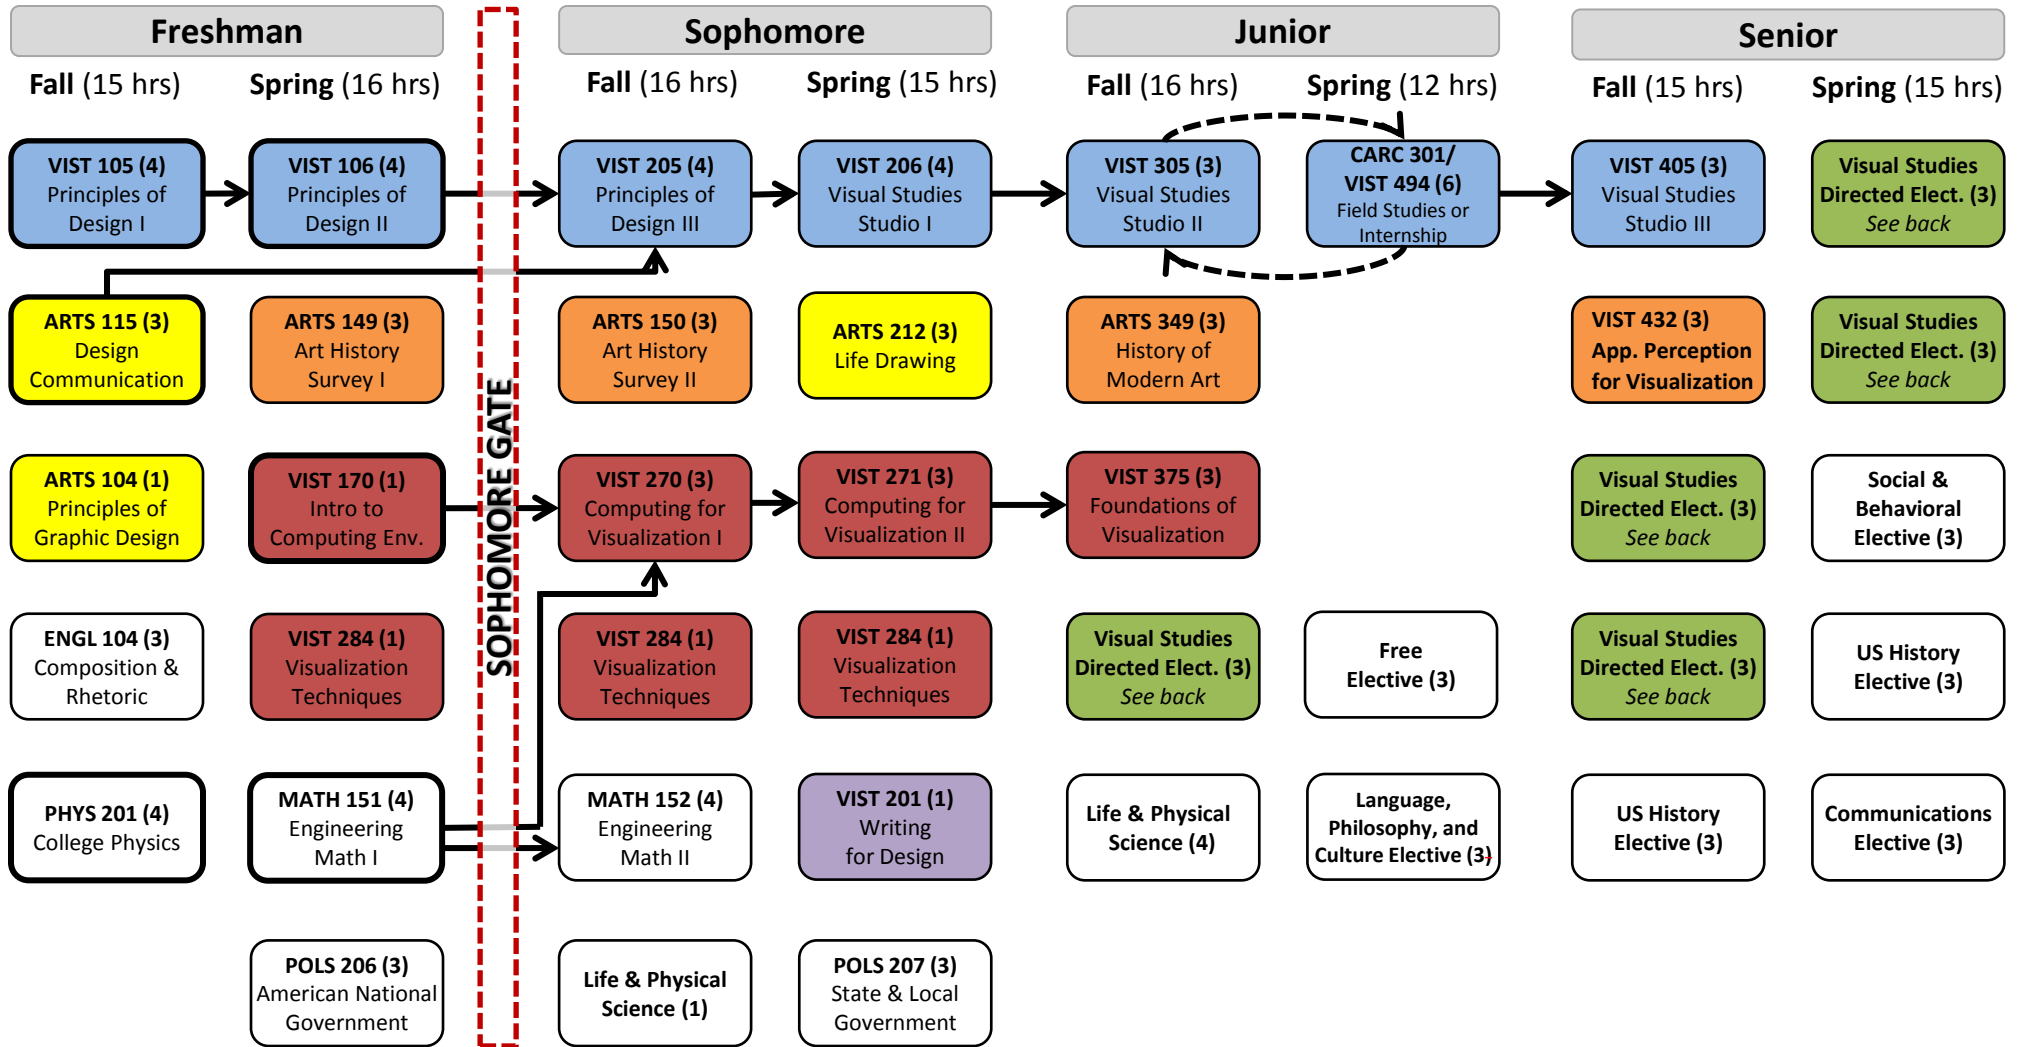 Freshman
Sophomore
Junior
Senior
Fall (15 hrs)
Spring (16 hrs)
Fall (16 hrs)
Spring (15 hrs)
Fall (16 hrs)
Spring (12 hrs)
Fall (15 hrs)
Spring (15 hrs)
VIST 105 (4)
Principles of
Design I
VIST 106 (4)
Principles of
Design II
VIST 205 (4)
Principles of
Design III
VIST 206 (4)
Visual Studies
Studio I
VIST 305 (3)
Visual Studies
Studio II
CARC 301/
VIST 494 (6)
Field Studies or
Internship
VIST 405 (3)
Visual Studies
Studio III
Visual Studies
Directed Elect. (3)
See back
ARTS 115 (3)
Design
Communication
ARTS 149 (3)
Art History
Survey I
SOPHOMORE GATE
ARTS 150 (3)
Art History
Survey II
ARTS 212 (3)
Life Drawing
ARTS 349 (3)
History of
Modern Art
VIST 432 (3)
App. Perception
for Visualization
Visual Studies
Directed Elect. (3)
See back
ARTS 104 (1)
Principles of
Graphic Design
VIST 170 (1)
Intro to
Computing Env.
VIST 270 (3)
Computing for
Visualization I
VIST 271 (3)
Computing for
Visualization II
VIST 375 (3)
Foundations of
Visualization
Visual Studies
Directed Elect. (3)
See back
Social &
Behavioral
Elective (3)
ENGL 104 (3)
Composition &
Rhetoric
VIST 284 (1)
Visualization
Techniques
VIST 284 (1)
Visualization
Techniques
VIST 284 (1)
Visualization
Techniques
Visual Studies
Directed Elect. (3)
See back
Free
Elective (3)
Visual Studies
Directed Elect. (3)
See back
US History
Elective (3)
PHYS 201 (4)
College Physics
MATH 151 (4)
Engineering
Math I
MATH 152 (4)
Engineering
Math II
VIST 201 (1)
Writing
for Design
Life & Physical
Science (4)
Language,
Philosophy, and
Culture Elective (3)
US History
Elective (3)
Communications
Elective (3)
POLS 206 (3)
American National
Government
Life & Physical
Science (1)
POLS 207 (3)
State & Local
Government